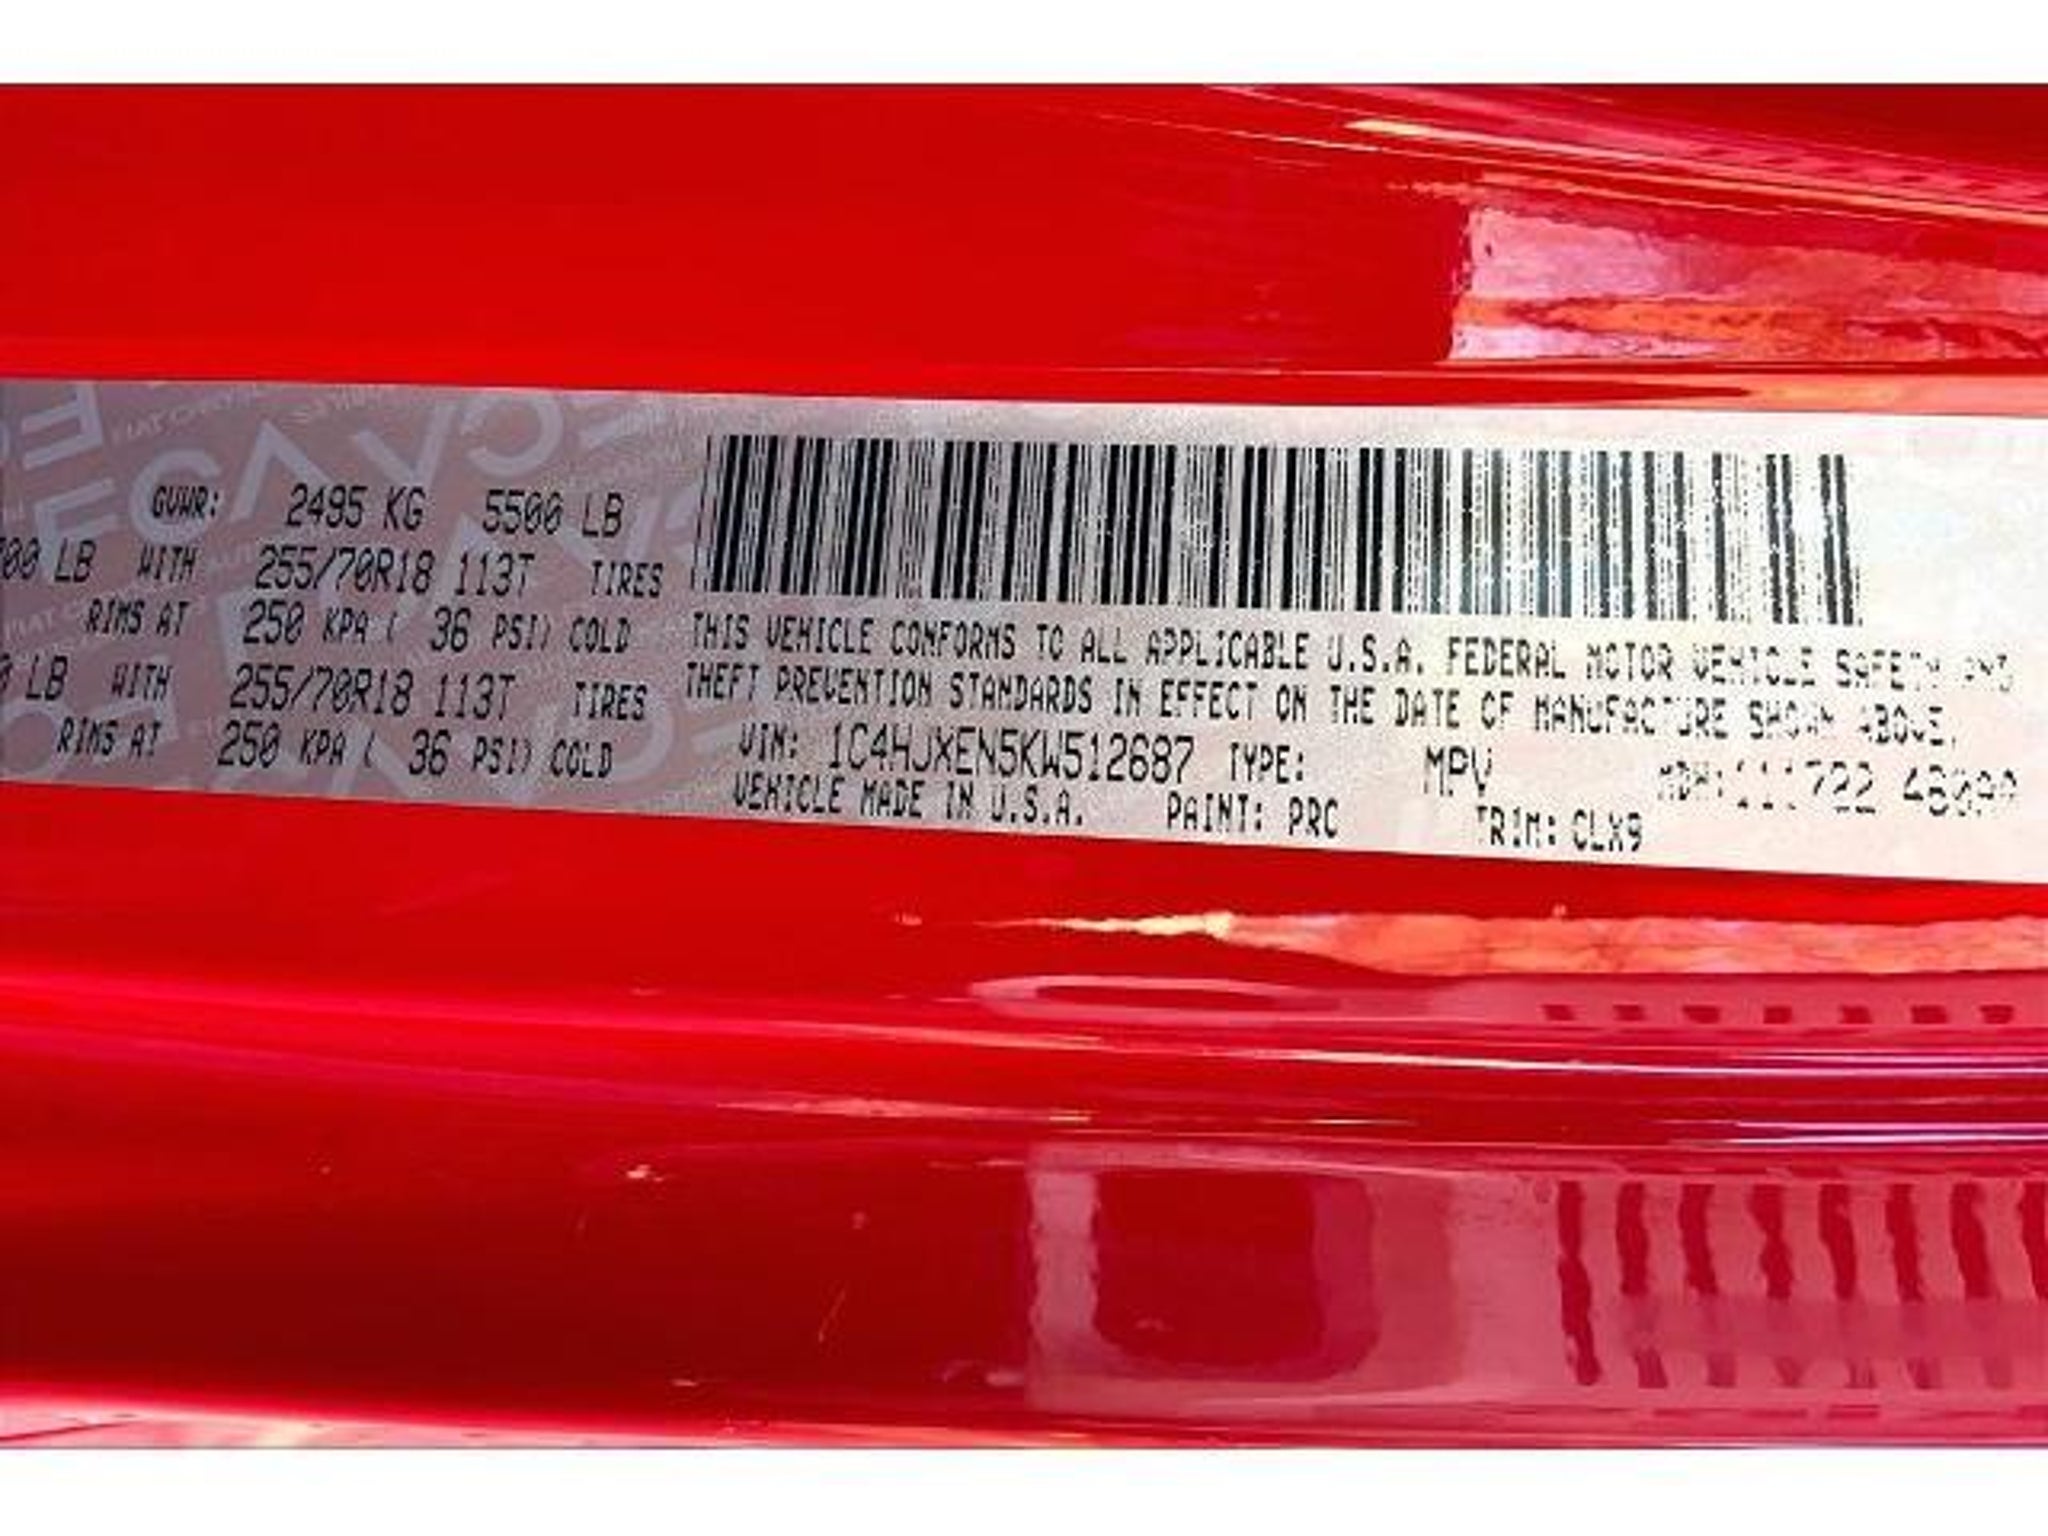 GVWR: 2495 KG 5500 LB
00 LB WITH 255/70R18 113T TIRES
RIMS AT 250 KPA ( 36 PSI) COLD
0 LB WITH 255/70R18 113T TIRES
RIMS AT 250 KPA ( 36 PSI) COLD
THIS VEHICLE CONFORMS TO ALL APPLICABLE U.S.A. FEDERAL MOTOR VEHICLE SAFETY AND
THEFT PREVENTION STANDARDS IN EFFECT ON THE DATE OF MANUFACTURE SHOWN ABOVE.
VIN: 1C4HJXEN5KW512687 TYPE: MPV MDH:
VEHICLE MADE IN U.S.A. PAINT: PRC TRIM: CLX9